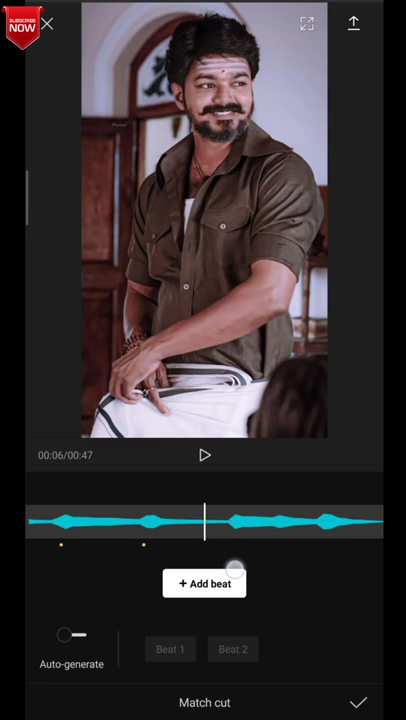 SUBSCRIBE
NOW
00:06/00:47
+ Add beat
Auto-generate
Beat 1
Beat 2
Match cut